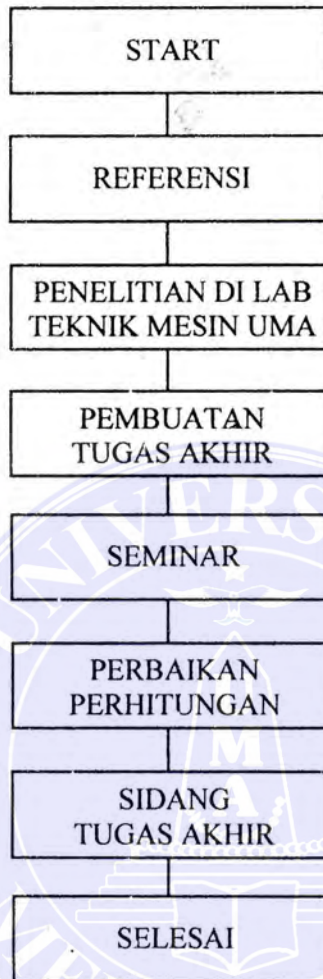 START
REFERENSI
PENELITIAN DI LAB
TEKNIK MESIN UMA
PEMBUATAN
TUGAS AKHIR
SEMINAR
PERBAIKAN
PERHITUNGAN
SIDANG
TUGAS AKHIR
SELESAI